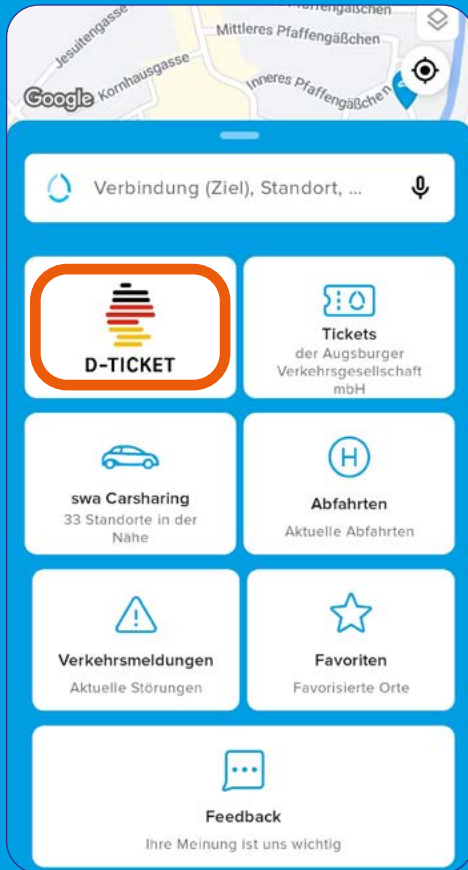 Jesuitengasse
Pfaffengäßchen
Mittleres Pfaffengäßchen
Kornhausgasse
Inneres Pfaffengäßchen
Google
Verbindung (Ziel), Standort, ...
D-TICKET
Tickets
der Augsburger
Verkehrsgesellschaft
mbH
swa Carsharing
33 Standorte in der
Nähe
H
Abfahrten
Aktuelle Abfahrten
Verkehrsmeldungen
Aktuelle Störungen
Favoriten
Favorisierte Orte
Feedback
Ihre Meinung ist uns wichtig